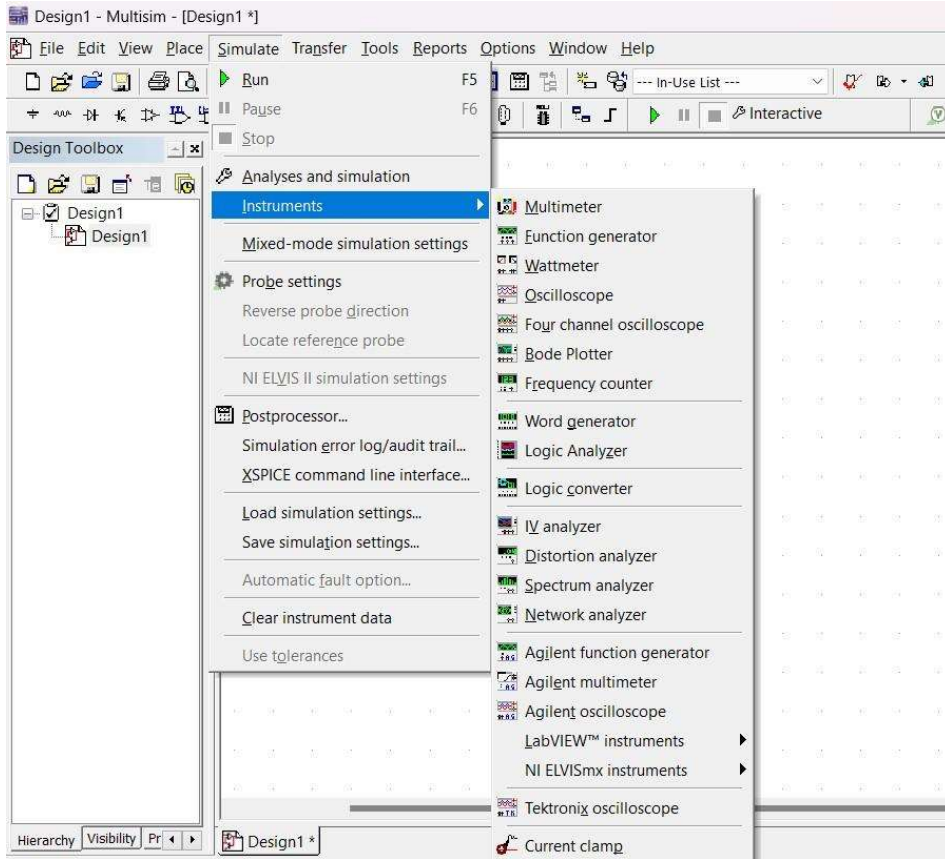 Design1 - Multisim - [Design1 *]
File Edit View Place Simulate Transfer Tools Reports Options Window Help
--- In-Use List ---
Interactive
Design Toolbox
Design1
Design1
Run F5
Pause F6
Stop
Analyses and simulation
Instruments
Mixed-mode simulation settings
Probe settings
Reverse probe direction
Locate reference probe
NI ELVIS II simulation settings
Postprocessor...
Simulation error log/audit trail...
XSPICE command line interface...
Load simulation settings...
Save simulation settings...
Automatic fault option...
Clear instrument data
Use tolerances
Multimeter
Function generator
Wattmeter
Oscilloscope
Four channel oscilloscope
Bode Plotter
Frequency counter
Word generator
Logic Analyzer
Logic converter
IV analyzer
Distortion analyzer
Spectrum analyzer
Network analyzer
Agilent function generator
Agilent multimeter
Agilent oscilloscope
LabVIEW™ instruments
NI ELVISmx instruments
Tektronix oscilloscope
Current clamp
Hierarchy Visibility Pr
Design1 *